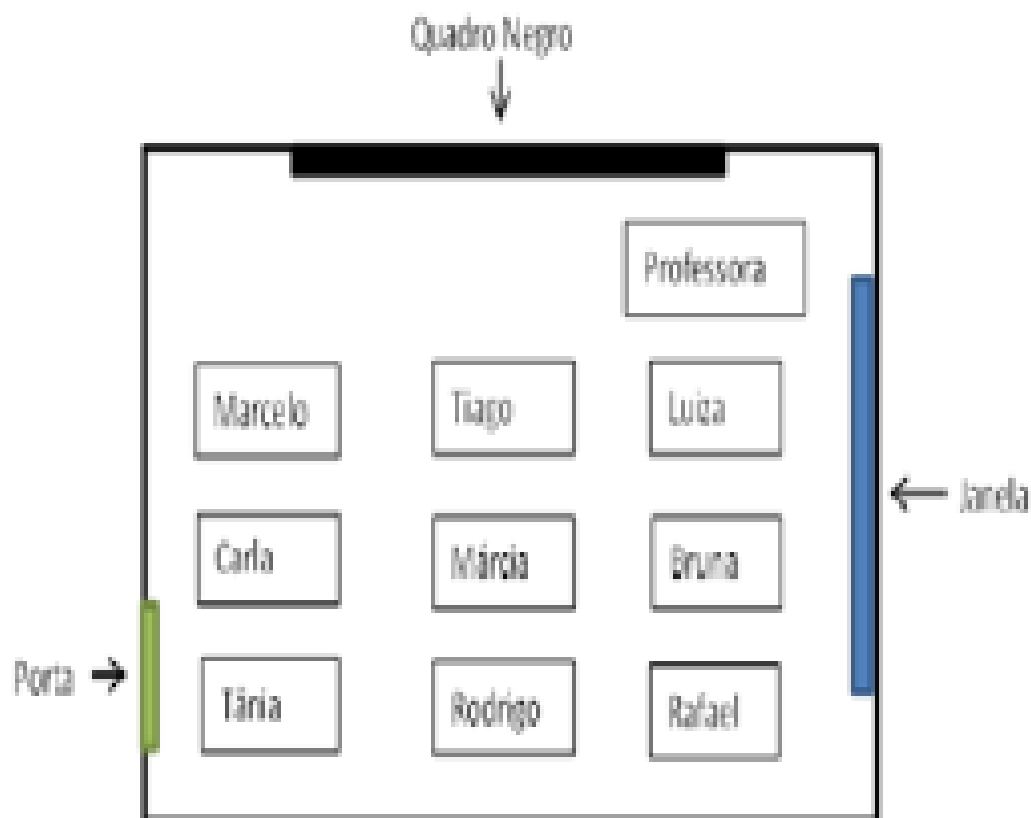 Quadro Negro
Professora
Marcelo Tiago Luiza
Carla Márcia Bruna
Janela
Porta
Tânia Rodrigo Rafael